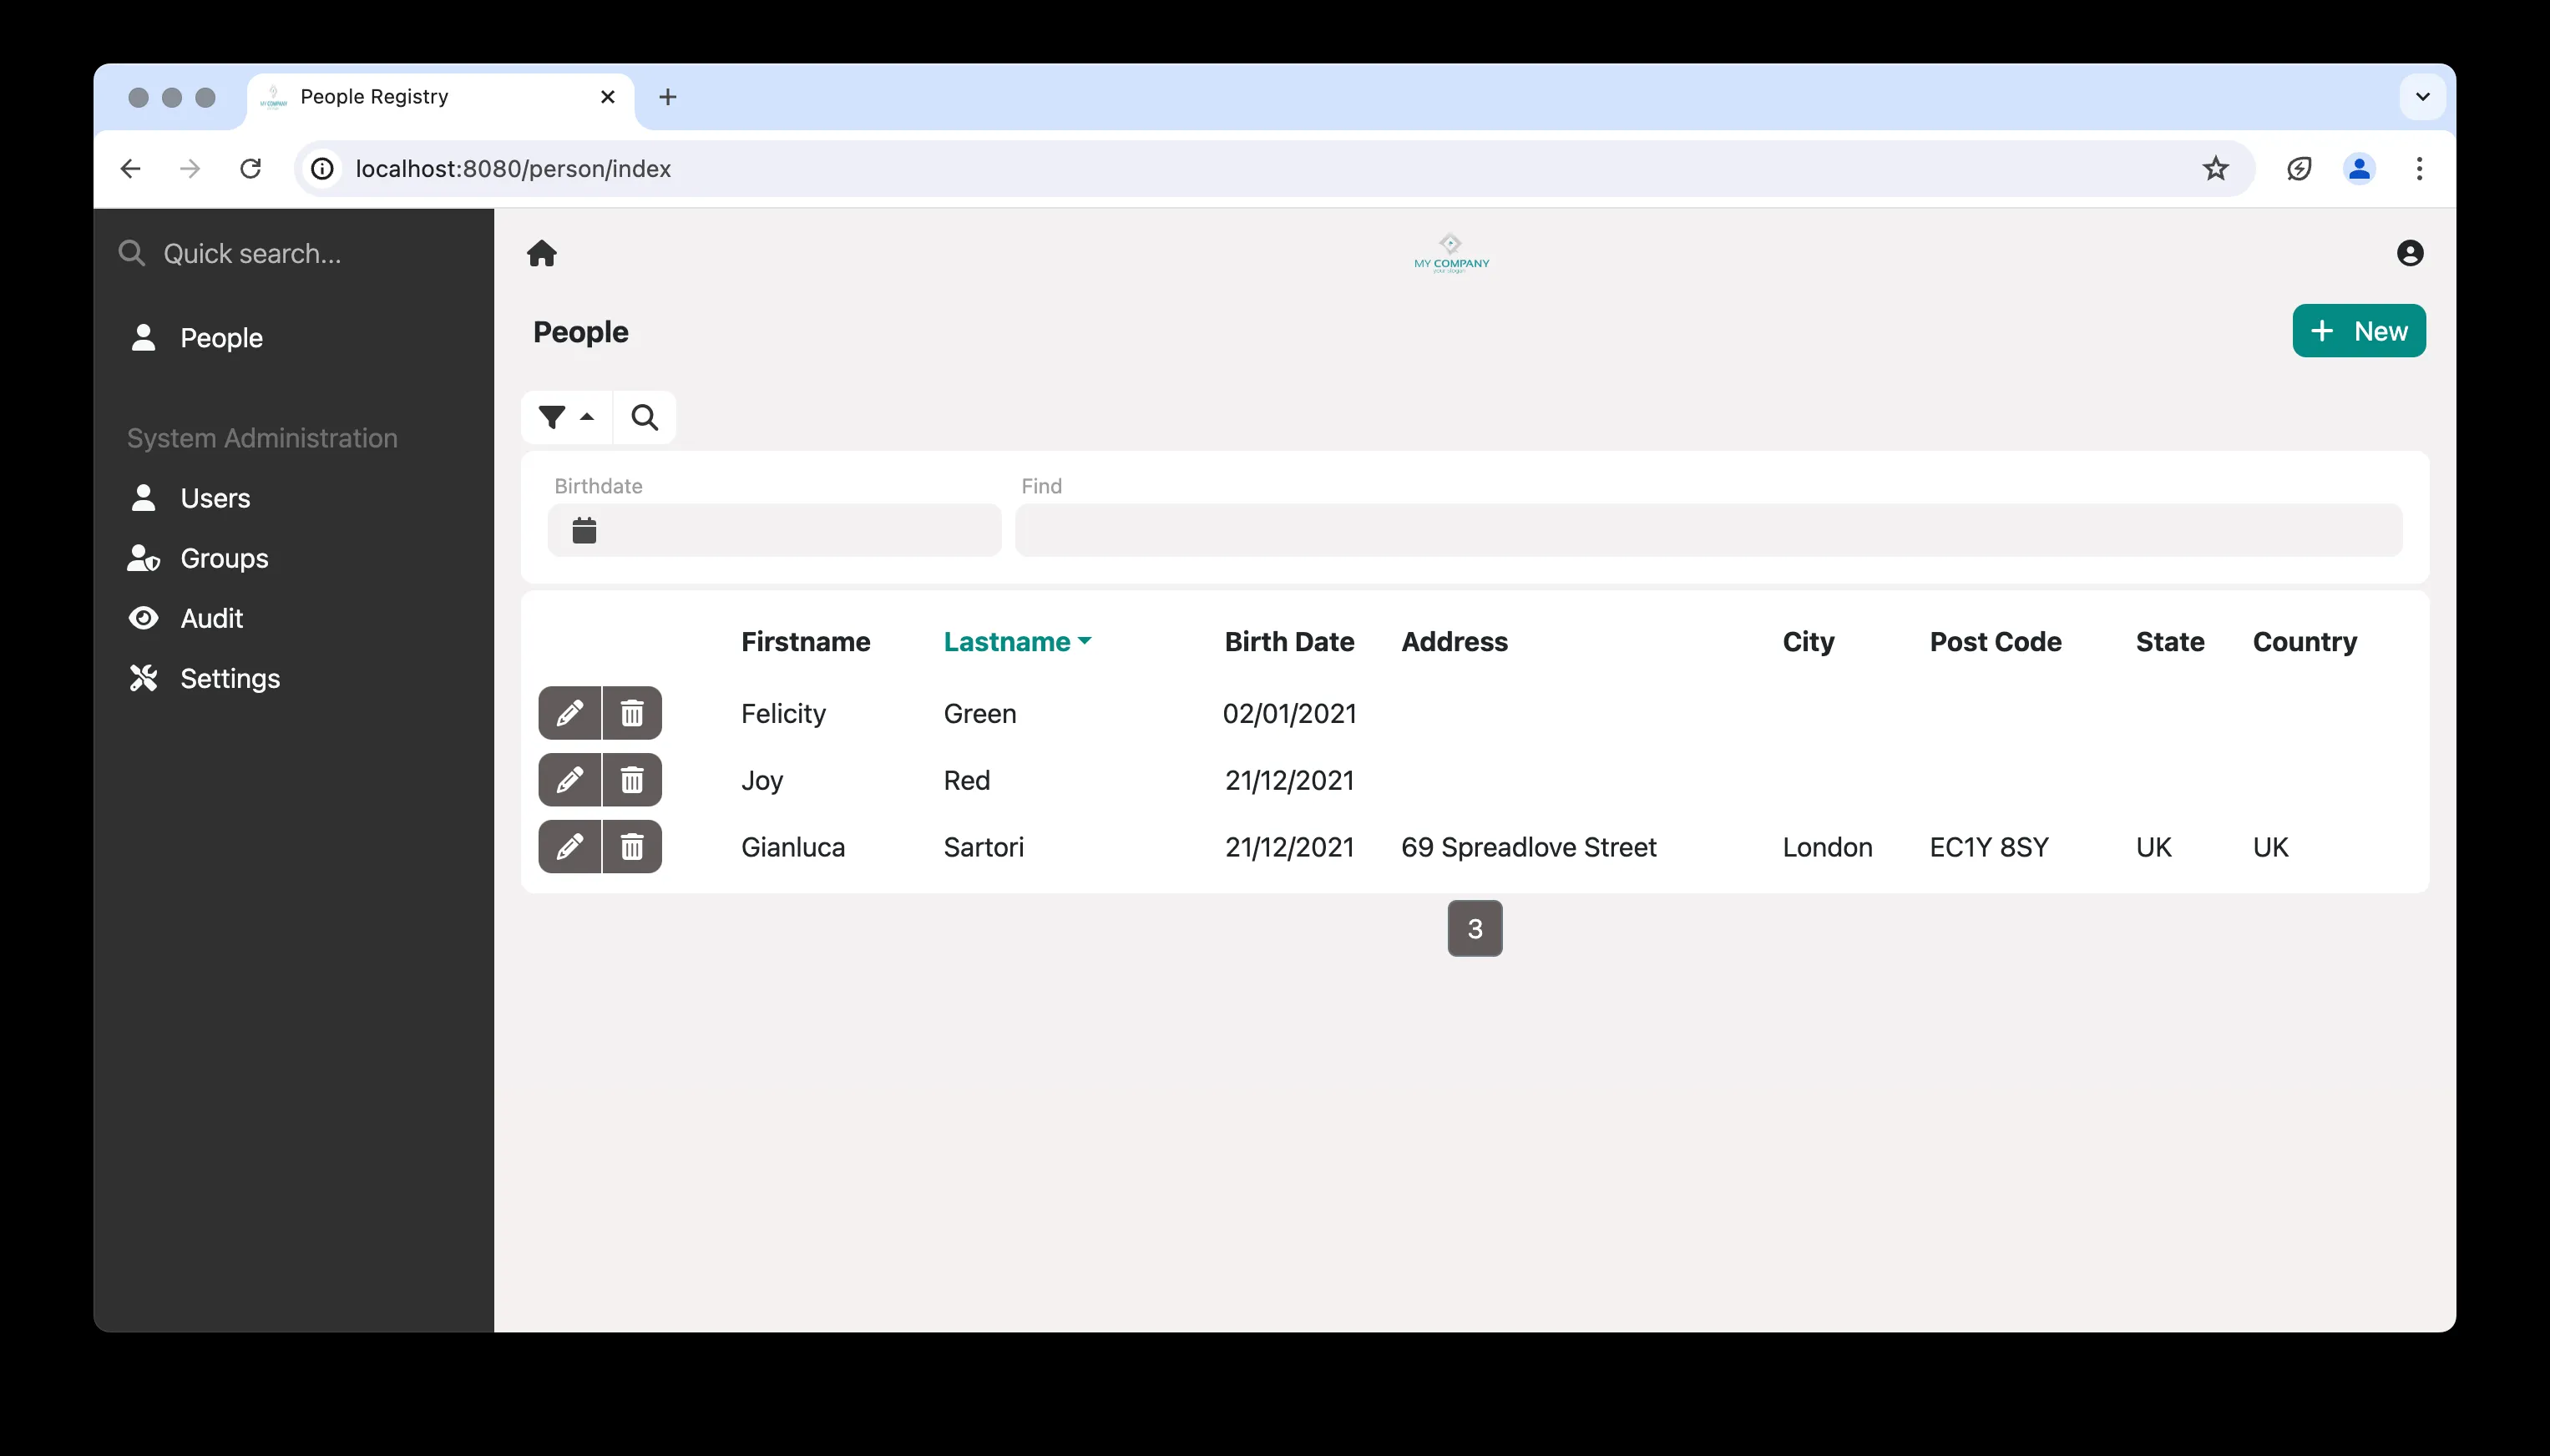 People Registry
localhost:8080/person/index
Quick search...
MY COMPANY
your slogan
People
People
New
System Administration
Users
Groups
Audit
Settings
Birthdate
Find
Firstname Lastname Birth Date Address City Post Code State Country
Felicity Green 02/01/2021
Joy Red 21/12/2021
Gianluca Sartori 21/12/2021 69 Spreadlove Street London EC1Y 8SY UK UK
3